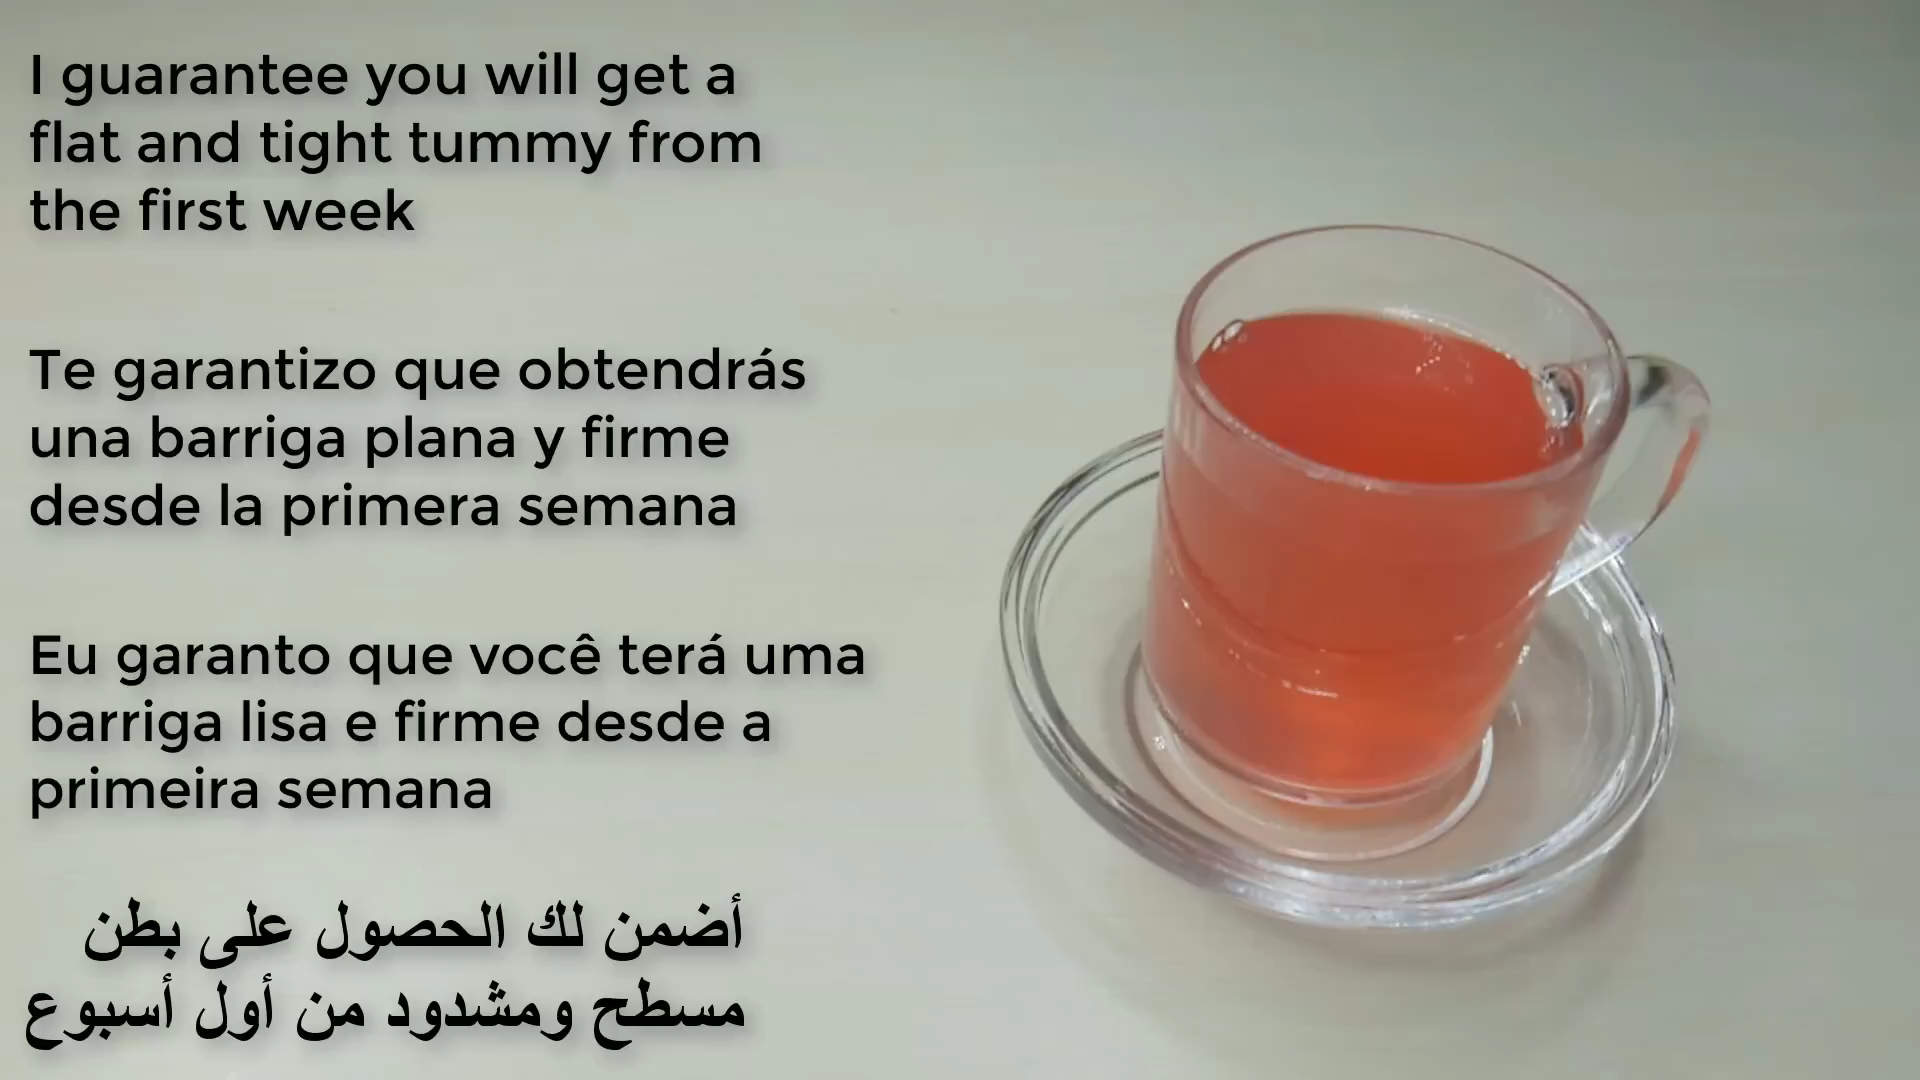 I guarantee you will get a
flat and tight tummy from
the first week
Te garantizo que obtendrás
una barriga plana y firme
desde la primera semana
Eu garanto que você terá uma
barriga lisa e firme desde a
primeira semana
أضمن لك الحصول على بطن
مسطح ومشدود من أول أسبوع